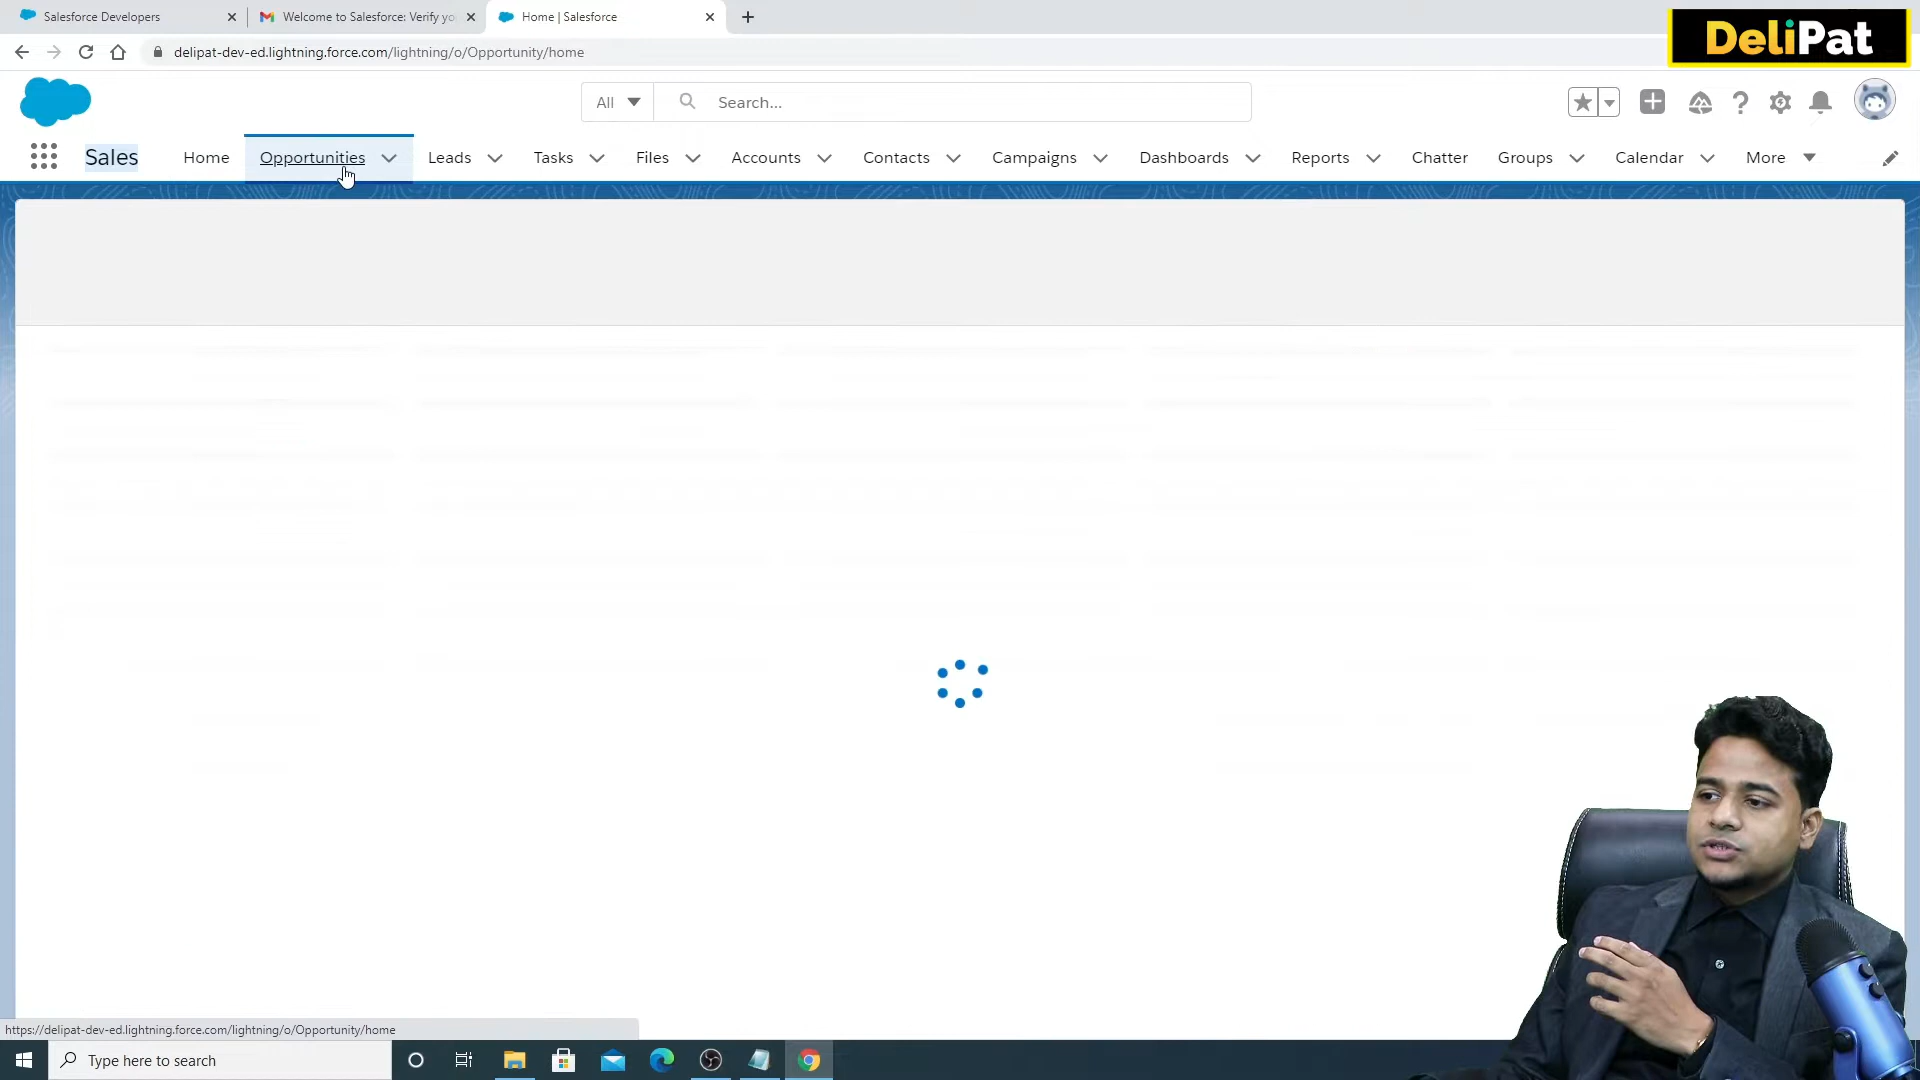 Salesforce Developers
Welcome to Salesforce: Verify yo
Home | Salesforce
delipat-dev-ed.lightning.force.com/lightning/o/Opportunity/home
DeliPat
All
Search...
Sales
Home
Opportunities
Leads
Tasks
Files
Accounts
Contacts
Campaigns
Dashboards
Reports
Chatter
Groups
Calendar
More
https://delipat-dev-ed.lightning.force.com/lightning/o/Opportunity/home
Type here to search